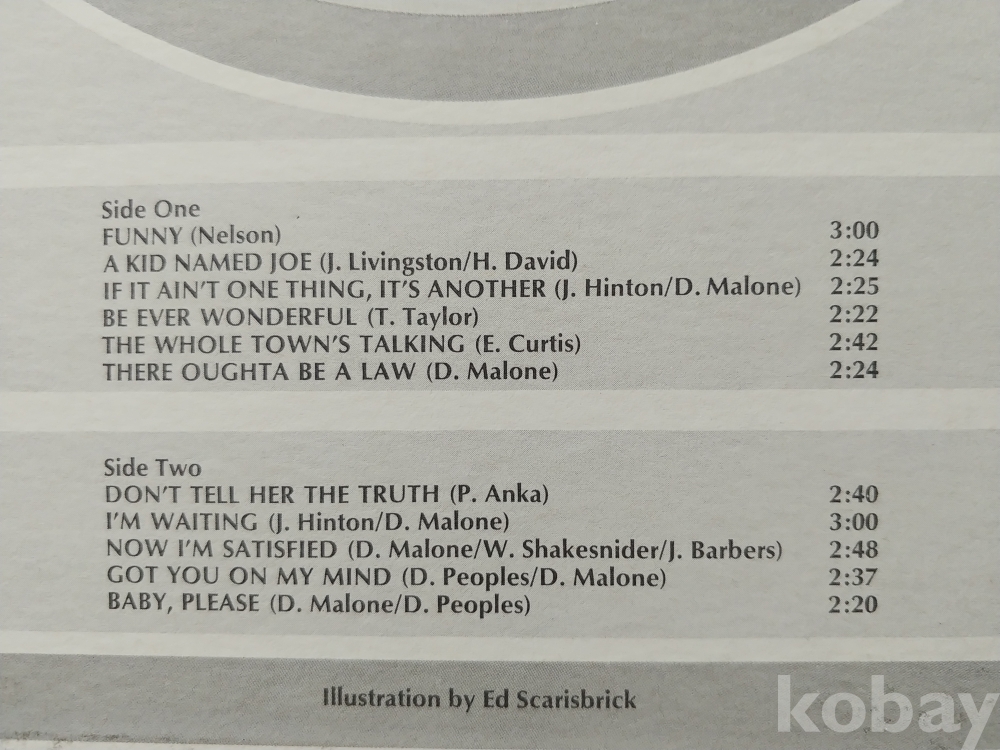 Side One
FUNNY (Nelson) 3:00
A KID NAMED JOE (J. Livingston/H. David) 2:24
IF IT AIN'T ONE THING, IT'S ANOTHER (J. Hinton/D. Malone) 2:25
BE EVER WONDERFUL (T. Taylor) 2:22
THE WHOLE TOWN'S TALKING (E. Curtis) 2:42
THERE OUGHTA BE A LAW (D. Malone) 2:24
Side Two
DON'T TELL HER THE TRUTH (P. Anka) 2:40
I'M WAITING (J. Hinton/D. Malone) 3:00
NOW I'M SATISFIED (D. Malone/W. Shakesnider/J. Barbers) 2:48
GOT YOU ON MY MIND (D. Peoples/D. Malone) 2:37
BABY, PLEASE (D. Malone/D. Peoples) 2:20
Illustration by Ed Scarisbrick
kobay